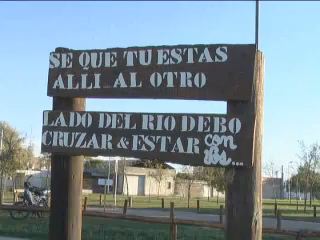 SE QUE TU ESTAS
ALLI AL OTRO
LADO DEL RIO DEBO
CRUZAR & ESTAR con